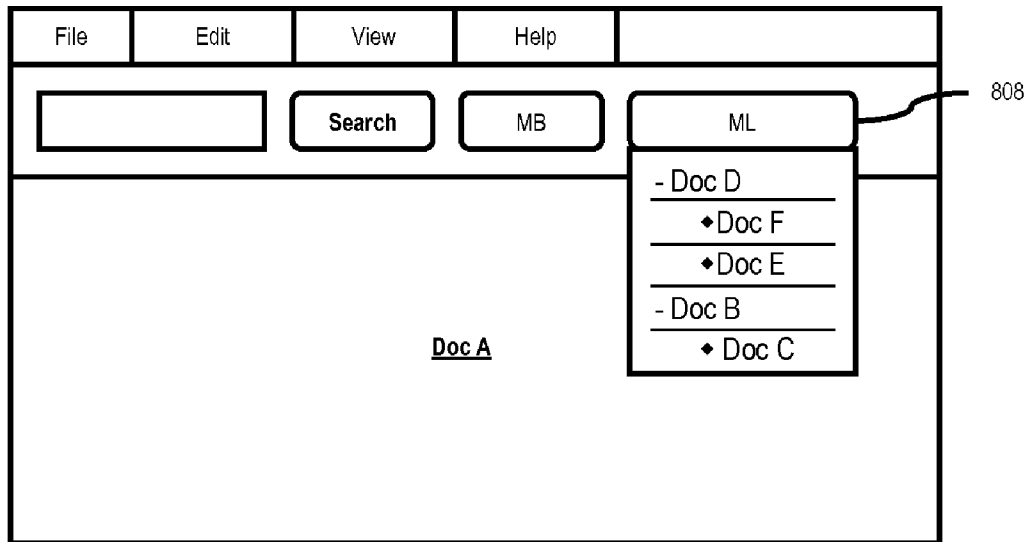 File Edit View Help
Search MB ML 808
- Doc D
◆Doc F
◆Doc E
- Doc B
◆ Doc C
Doc A